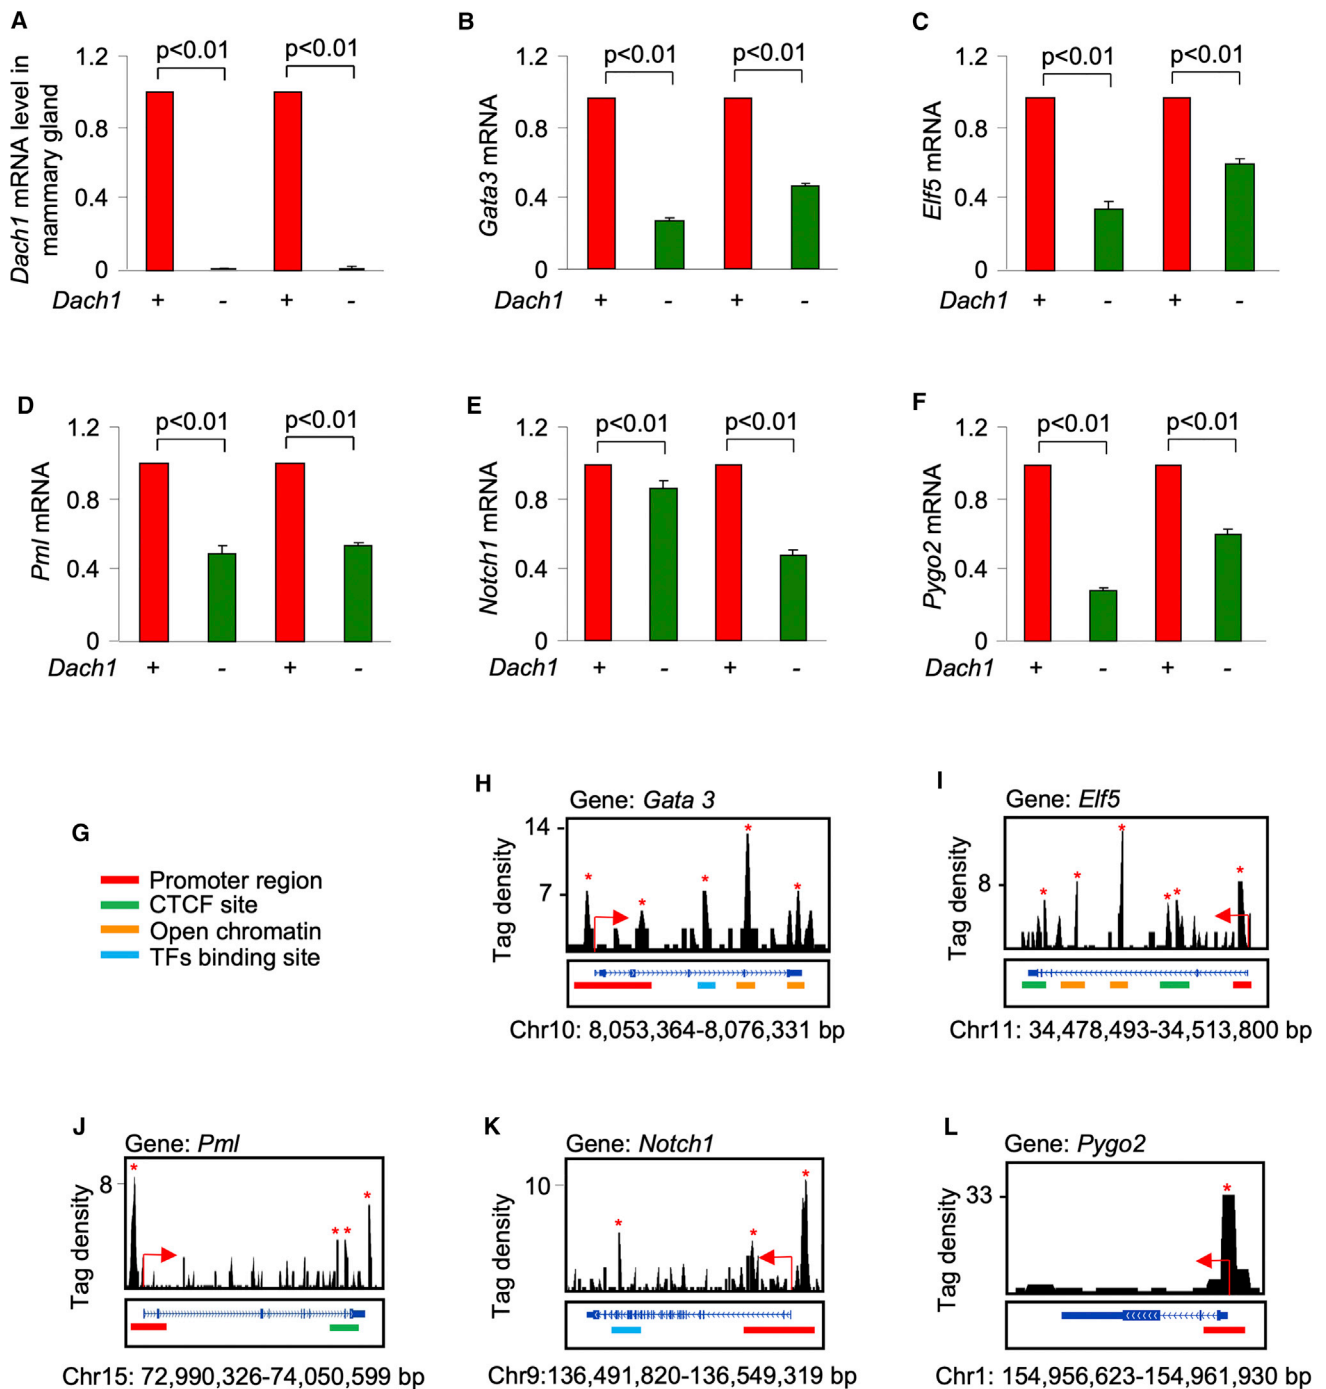 A
Dach1 mRNA level in
mammary gland
1.2
0.8
0.4
0
p<0.01
p<0.01
Dach1 + - + -
B
Gata3 mRNA
1.2
0.8
0.4
0
p<0.01
p<0.01
+ - + -
C
Elf5 mRNA
1.2
0.8
0.4
0
p<0.01
p<0.01
Dach1 + - + -
D
Pml mRNA
1.2
0.8
0.4
0
p<0.01
p<0.01
Dach1 + - + -
E
Notch1 mRNA
1.2
0.8
0.4
0
p<0.01
p<0.01
Dach1 + - + -
F
Pygo2 mRNA
1.2
0.8
0.4
0
p<0.01
p<0.01
Dach1 + - + -
G
Promoter region
CTCF site
Open chromatin
TFs binding site
H
Gene: Gata 3
Tag density
14
7
* * * * *
Chr10: 8,053,364-8,076,331 bp
I
Gene: Elf5
Tag density
8
* * * * * *
Chr11: 34,478,493-34,513,800 bp
J
Gene: Pml
Tag density
8
* * * *
Chr15: 72,990,326-74,050,599 bp
K
Gene: Notch1
Tag density
10
* * *
Chr9:136,491,820-136,549,319 bp
L
Gene: Pygo2
Tag density
33
*
Chr1: 154,956,623-154,961,930 bp